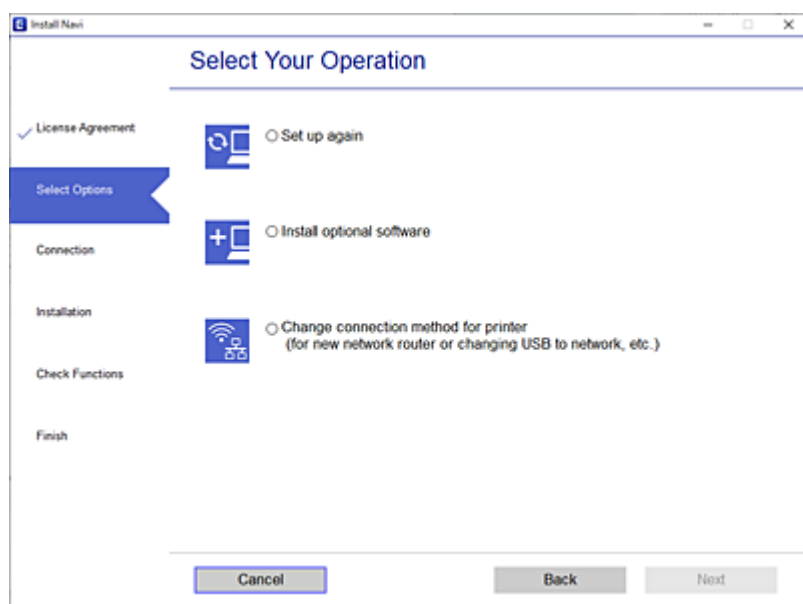 Install Navi
Select Your Operation
License Agreement
Select Options
Connection
Installation
Check Functions
Finish
Set up again
Install optional software
Change connection method for printer
(for new network router or changing USB to network, etc.)
Cancel
Back
Next